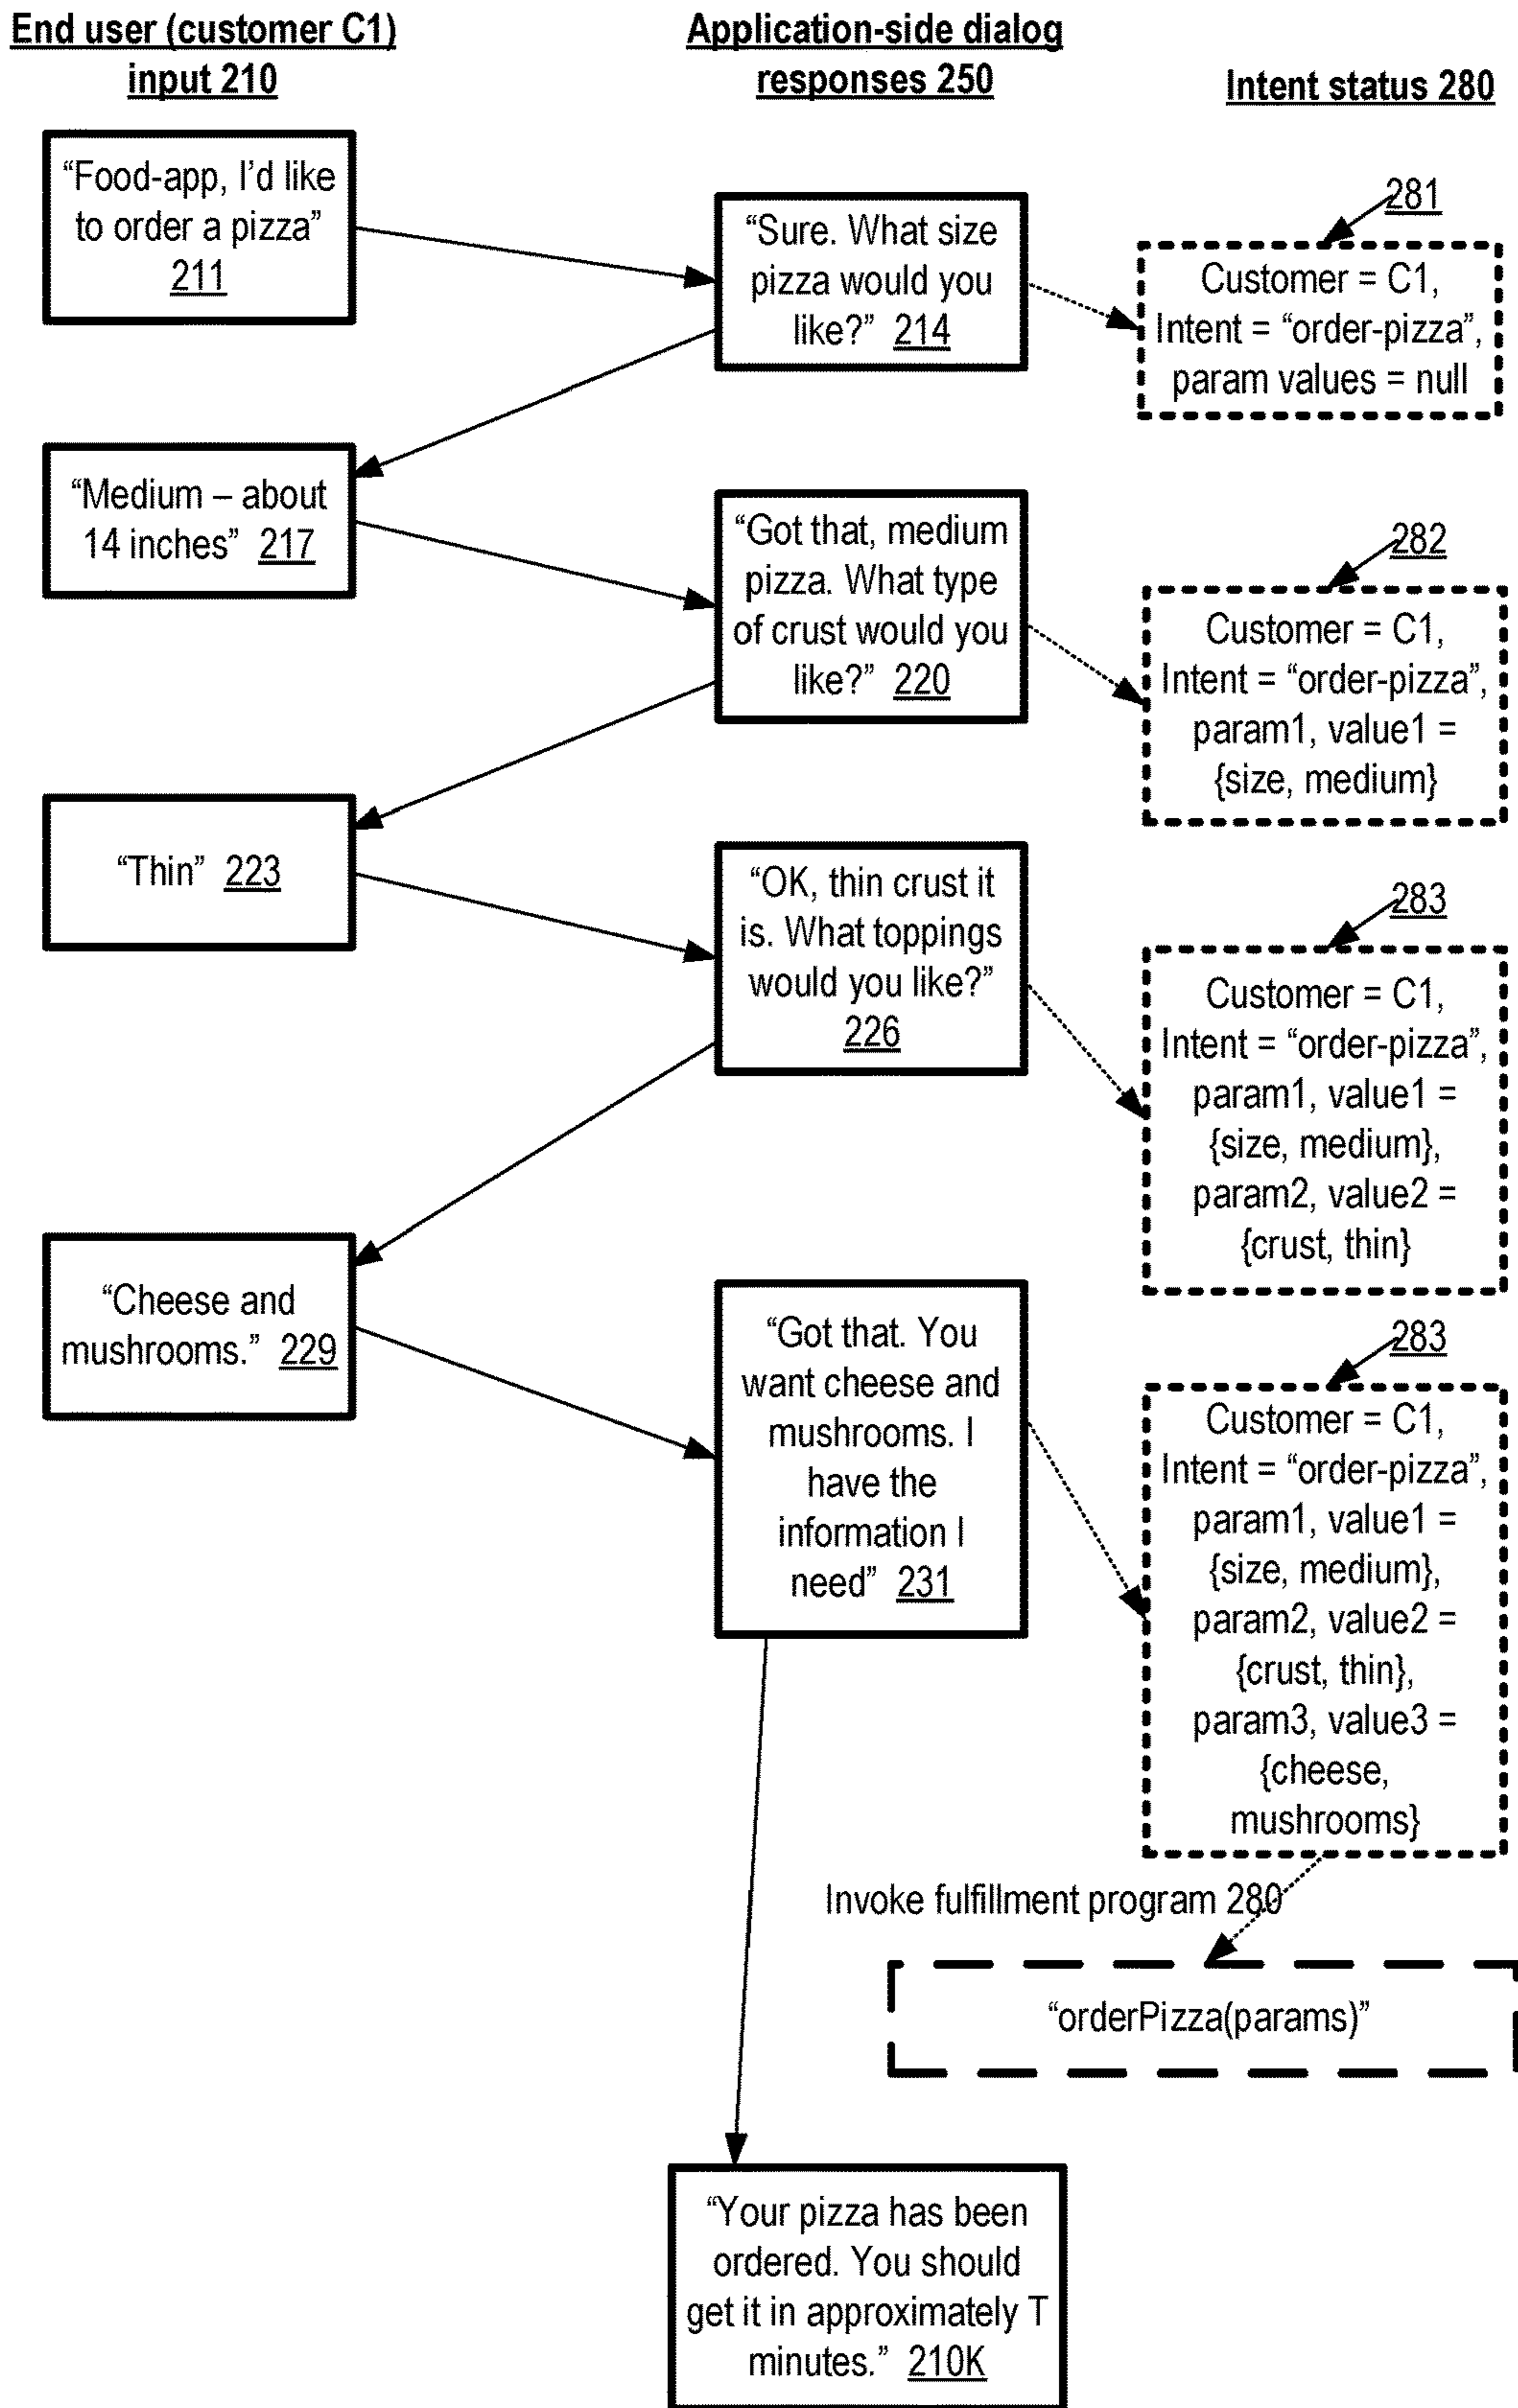 End user (customer C1)
input 210
Application-side dialog
responses 250
Intent status 280
“Food-app, I’d like
to order a pizza”
211
“Sure. What size
pizza would you
like?” 214
281
Customer = C1,
Intent = “order-pizza”,
param values = null
“Medium – about
14 inches” 217
“Got that, medium
pizza. What type
of crust would you
like?” 220
282
Customer = C1,
Intent = “order-pizza”,
param1, value1 =
{size, medium}
“Thin” 223
“OK, thin crust it
is. What toppings
would you like?”
226
283
Customer = C1,
Intent = “order-pizza”,
param1, value1 =
{size, medium},
param2, value2 =
{crust, thin}
“Cheese and
mushrooms.” 229
“Got that. You
want cheese and
mushrooms. I
have the
information I
need” 231
283
Customer = C1,
Intent = “order-pizza”,
param1, value1 =
{size, medium},
param2, value2 =
{crust, thin},
param3, value3 =
{cheese,
mushrooms}
Invoke fulfillment program 280
“orderPizza(params)”
“Your pizza has been
ordered. You should
get it in approximately T
minutes.” 210K